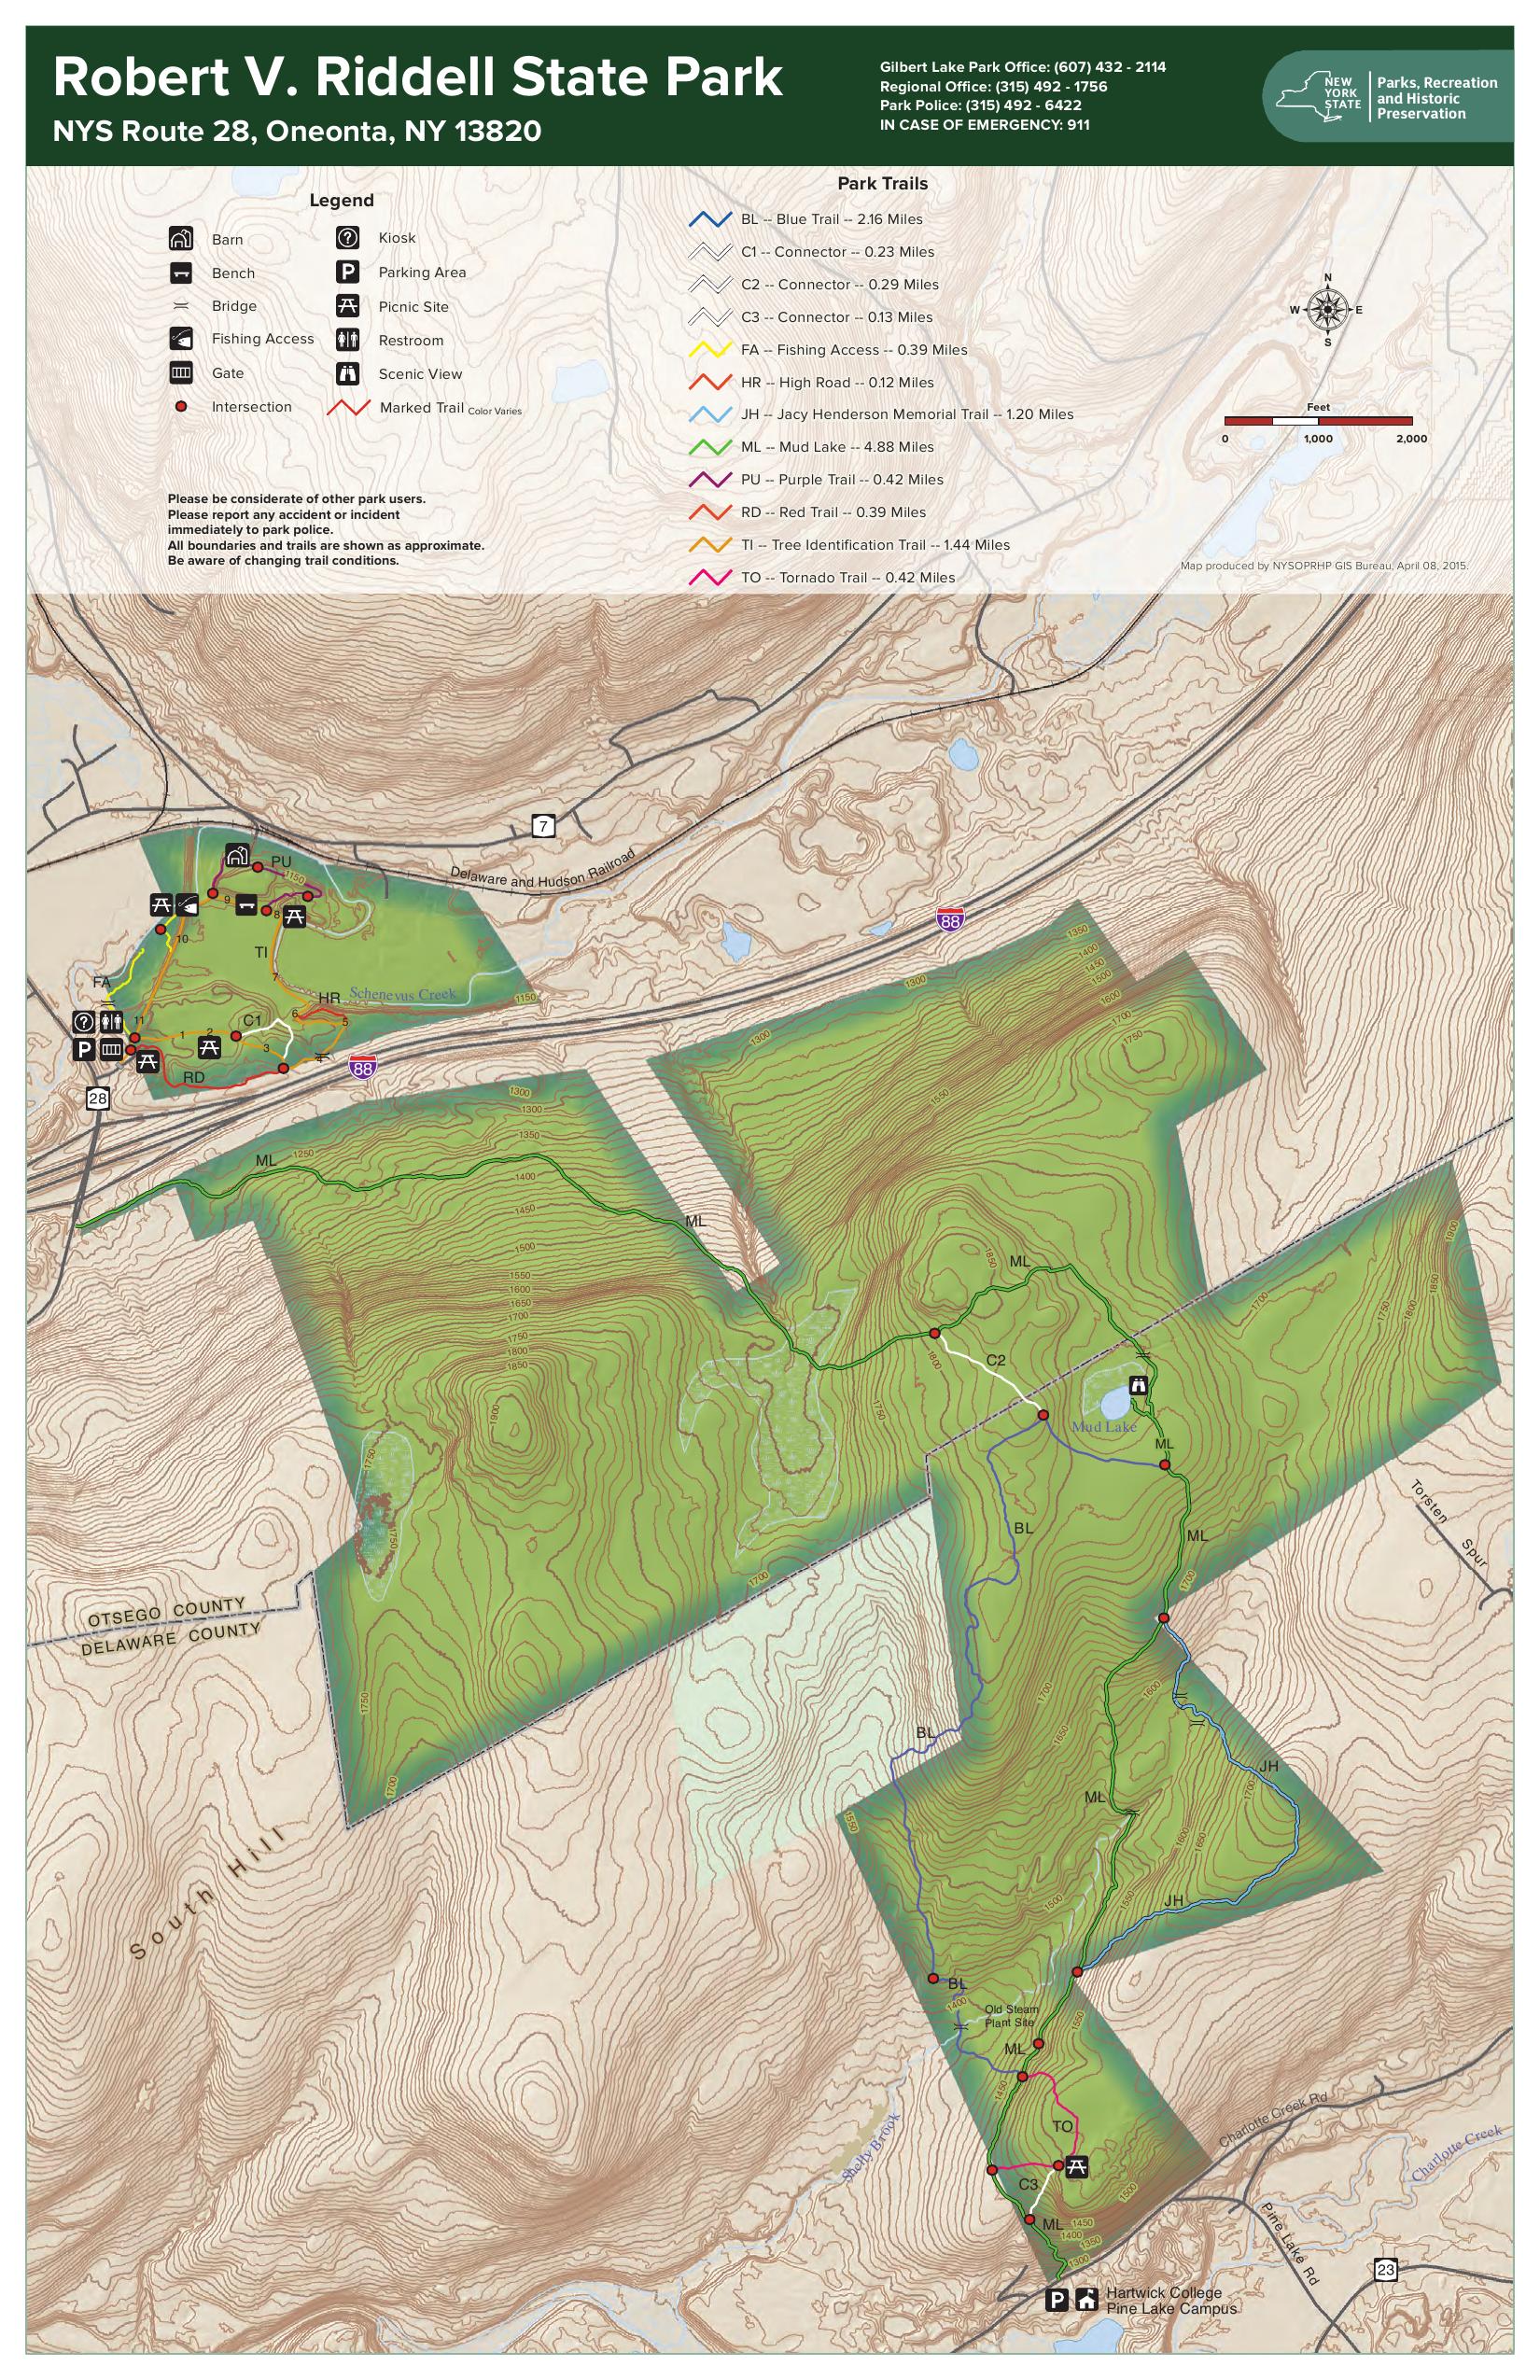 Robert V. Riddell State Park
NYS Route 28, Oneonta, NY 13820
Gilbert Lake Park Office: (607) 432 - 2114
Regional Office: (315) 492 - 1756
Park Police: (315) 492 - 6422
IN CASE OF EMERGENCY: 911
NEW
YORK
STATE
Parks, Recreation
and Historic
Preservation
Legend
Barn
Bench
Bridge
Fishing Access
Gate
Intersection
Kiosk
Parking Area
Picnic Site
Restroom
Scenic View
Marked Trail Color Varies
Please be considerate of other park users.
Please report any accident or incident
immediately to park police.
All boundaries and trails are shown as approximate.
Be aware of changing trail conditions.
Park Trails
BL -- Blue Trail -- 2.16 Miles
C1 -- Connector -- 0.23 Miles
C2 -- Connector -- 0.29 Miles
C3 -- Connector -- 0.13 Miles
FA -- Fishing Access -- 0.39 Miles
HR -- High Road -- 0.12 Miles
JH -- Jacy Henderson Memorial Trail -- 1.20 Miles
ML -- Mud Lake -- 4.88 Miles
PU -- Purple Trail -- 0.42 Miles
RD -- Red Trail -- 0.39 Miles
TI -- Tree Identification Trail -- 1.44 Miles
TO -- Tornado Trail -- 0.42 Miles
N
W
E
S
Feet
0
1,000
2,000
Map produced by NYSOPRHP GIS Bureau, April 08, 2015.
7
Delaware and Hudson Railroad
PU
1150
9
8
10
TI
7
FA
HR
Schenevus Creek
1150
11
C1
6
5
1
2
3
4
P
RD
88
88
28
1300
1350
1400
1450
1500
1600
1700
1750
1300
1550
1300
1300
1350
ML
1250
1400
1450
ML
1500
1550
1600
1650
1700
1750
1800
1850
1900
1850
ML
C2
1800
1750
Mud Lake
ML
1700
1750
1800
1850
1900
1750
1750
BL
ML
1700
1700
Torsten Spur
OTSEGO COUNTY
DELAWARE COUNTY
1750
1700
South Hill
BL
1700
1650
1600
JH
1700
ML
1550
1600
1650
1500
1550
JH
BL
1400
Old Steam
Plant Site
1550
ML
1450
TO
C3
1500
ML
1450
1400
1350
1300
Shelly Brook
Charlotte Creek Rd
Charlotte Creek
Pine Lake Rd
23
P
Hartwick College
Pine Lake Campus